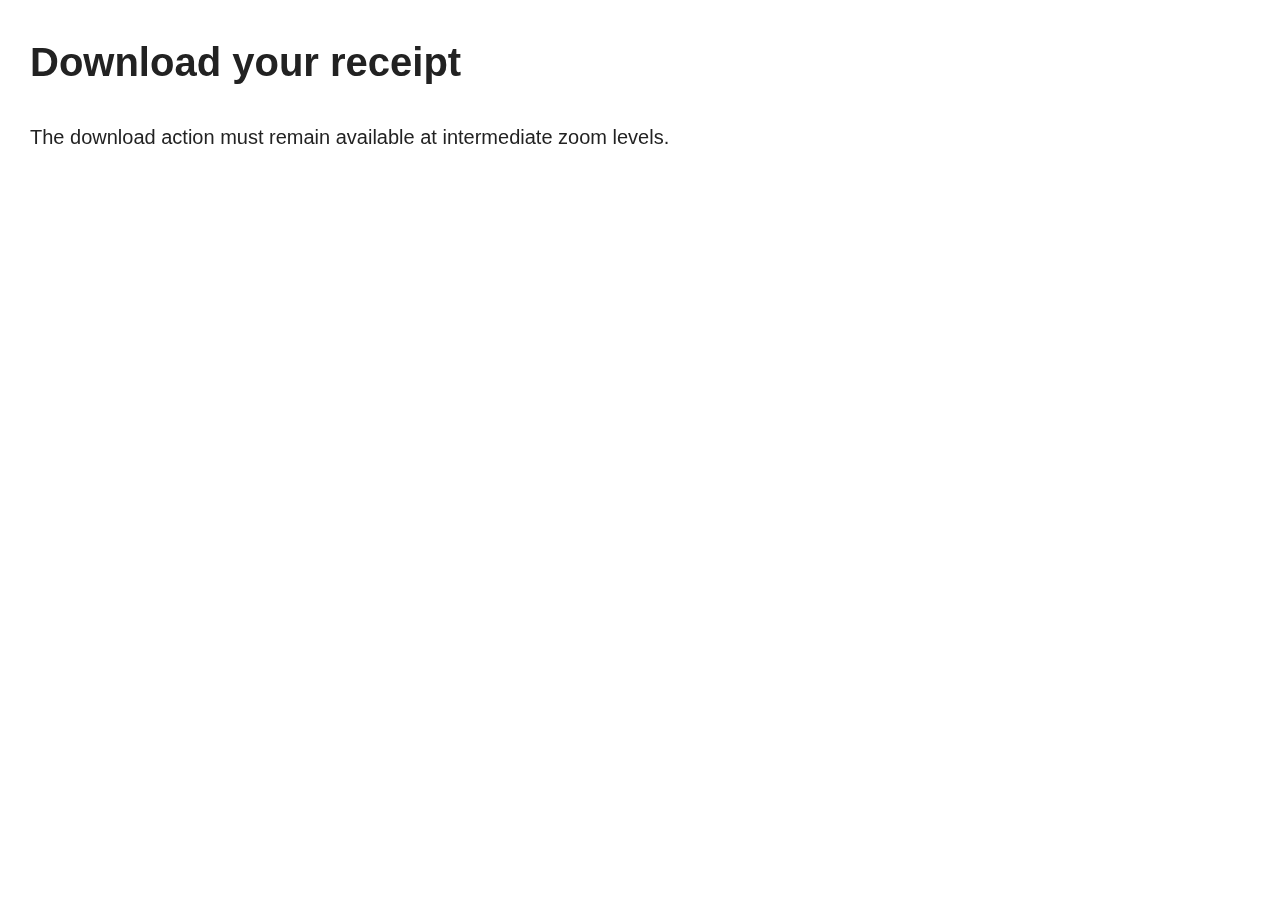 Download your receipt
The download action must remain available at intermediate zoom levels.